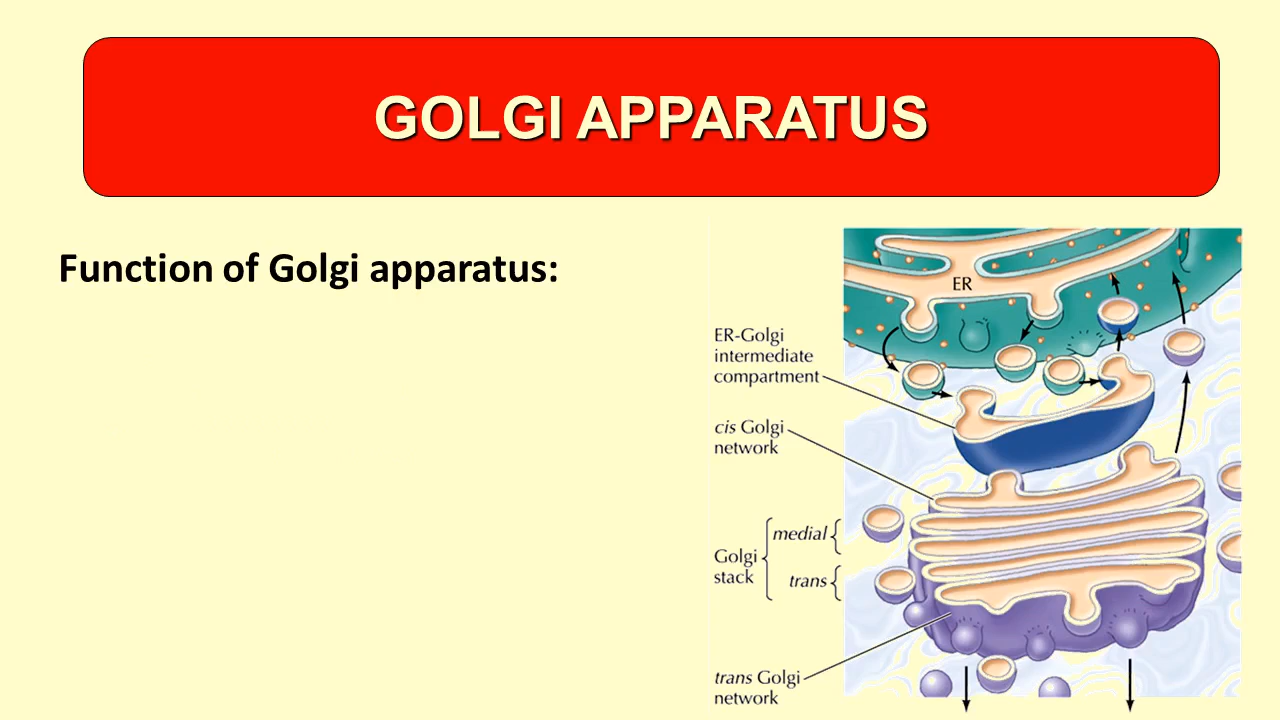 GOLGI APPARATUS
Function of Golgi apparatus:
ER
ER-Golgi
intermediate
compartment
cis Golgi
network
Golgi
stack
medial
trans
trans Golgi
network